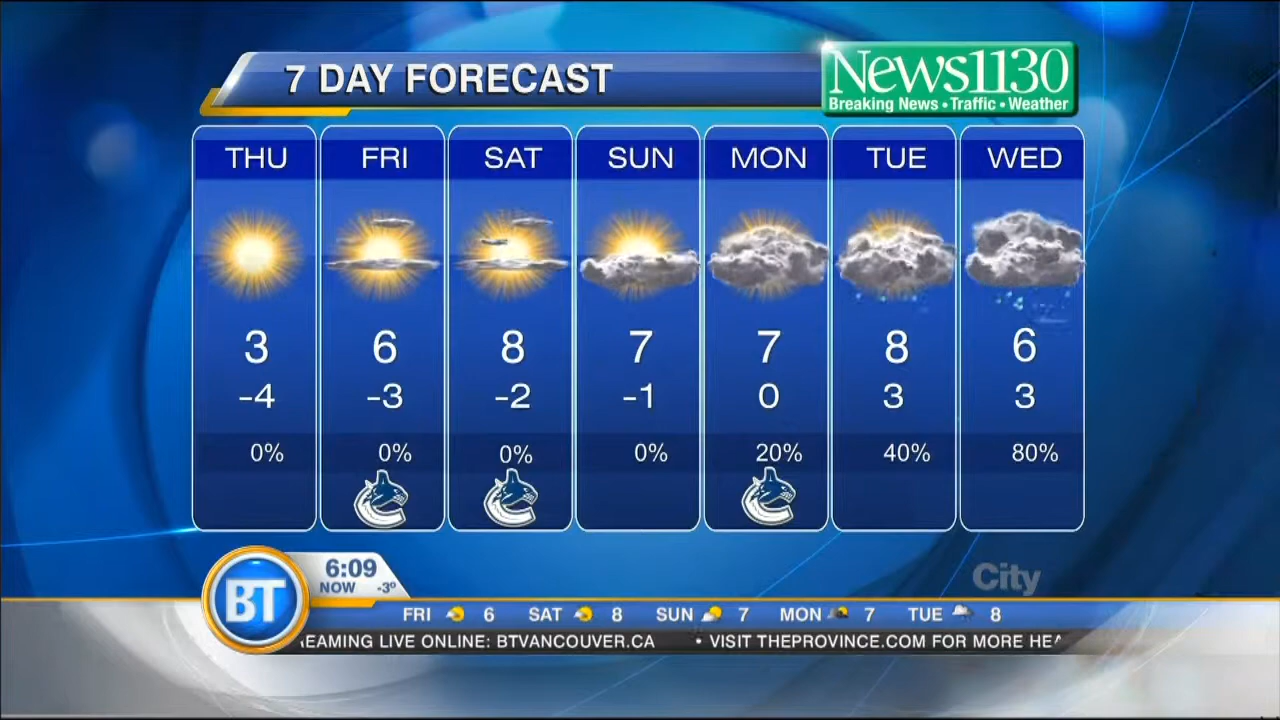 7 DAY FORECAST
News1130
Breaking News • Traffic • Weather
THU FRI SAT SUN MON TUE WED
3 6 8 7 7 8 6
-4 -3 -2 -1 0 3 3
0% 0% 0% 0% 20% 40% 80%
City
BT
6:09
NOW -3°
FRI 6 SAT 8 SUN 7 MON 7 TUE 8
EAMING LIVE ONLINE: BTVANCOUVER.CA • VISIT THEPROVINCE.COM FOR MORE HEA